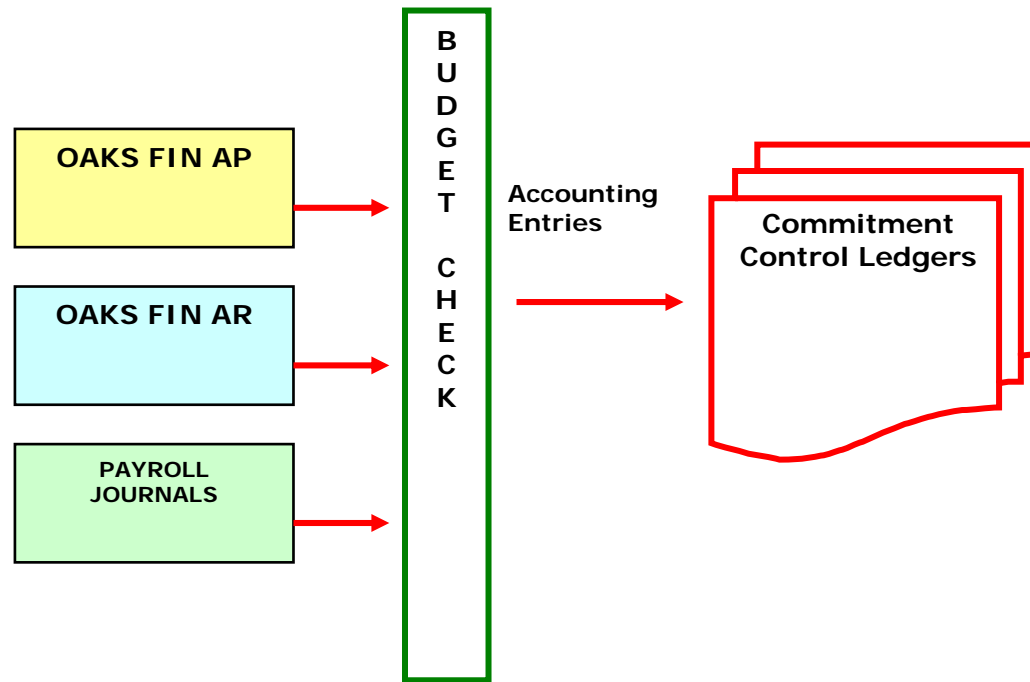 OAKS FIN AP
OAKS FIN AR
PAYROLL
JOURNALS
B
U
D
G
E
T
C
H
E
C
K
Accounting
Entries
Commitment
Control Ledgers